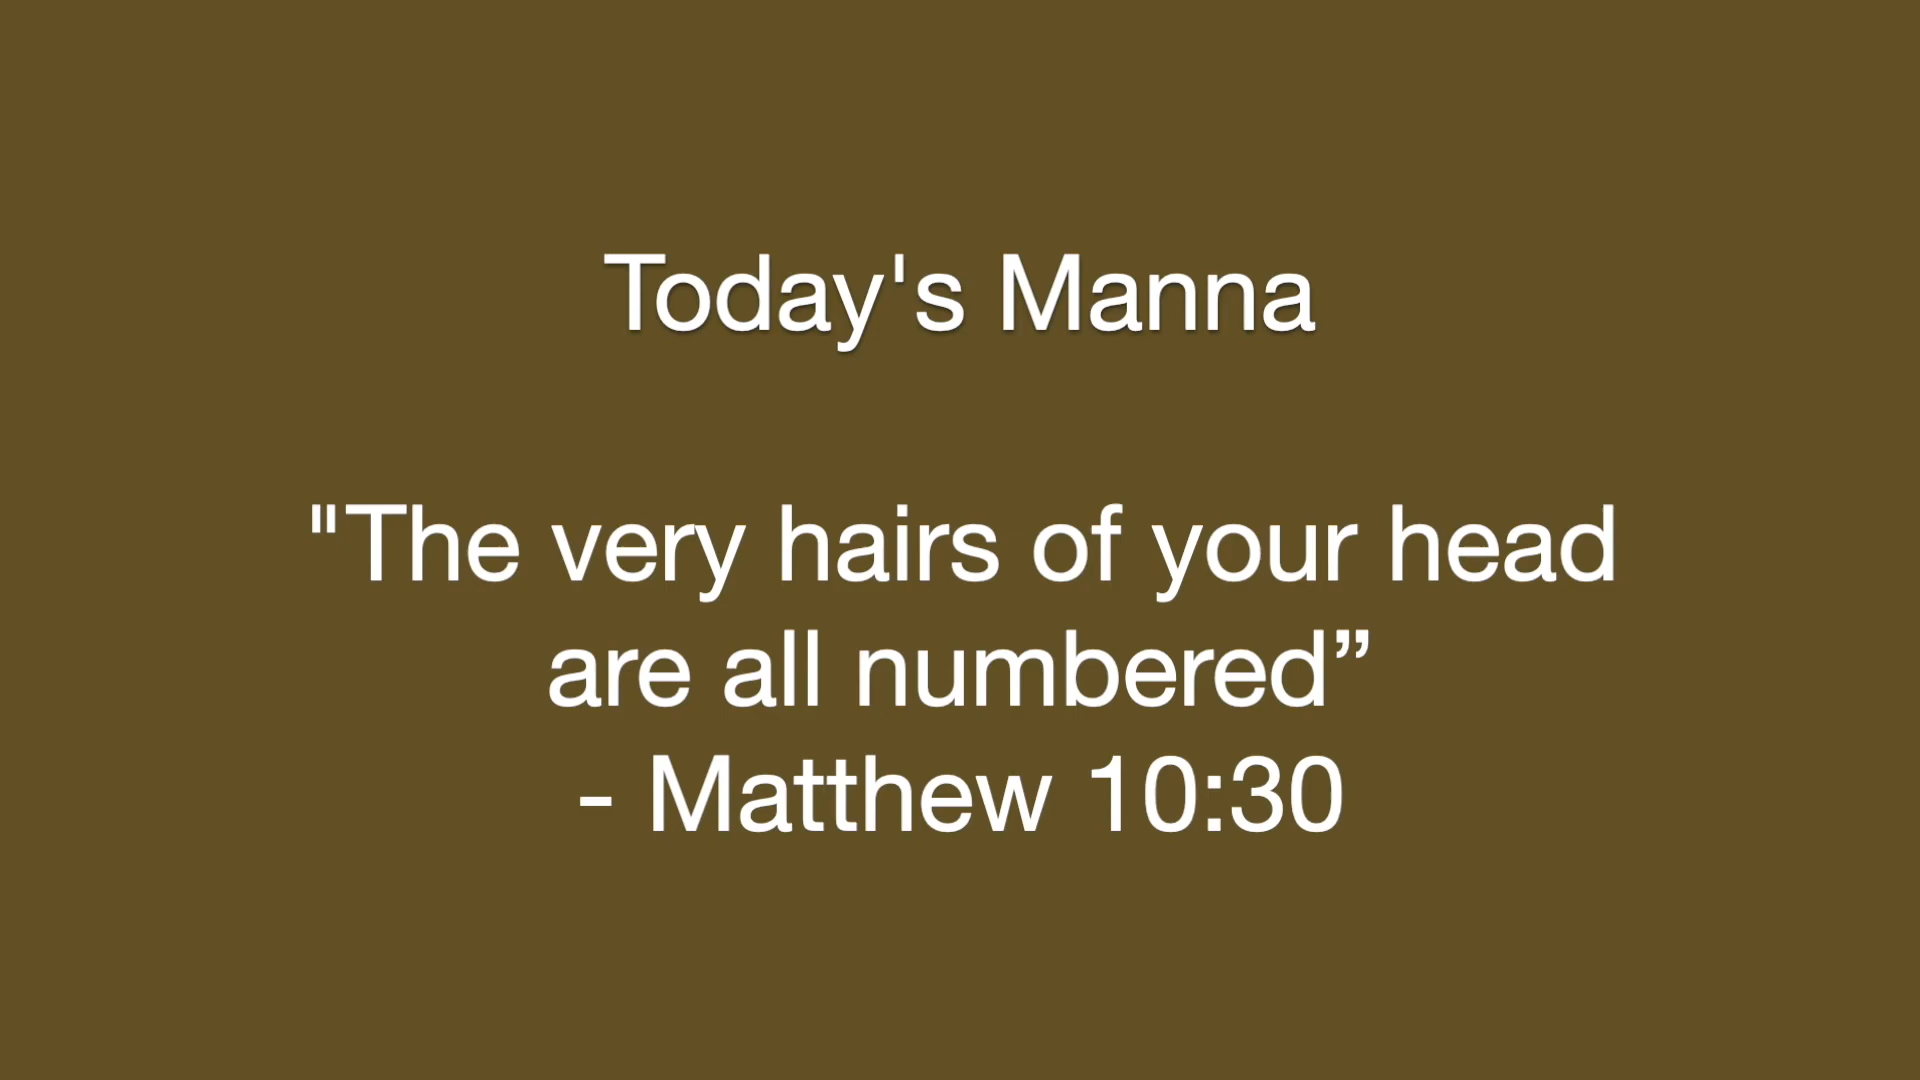 Today's Manna
"The very hairs of your head
are all numbered”
- Matthew 10:30